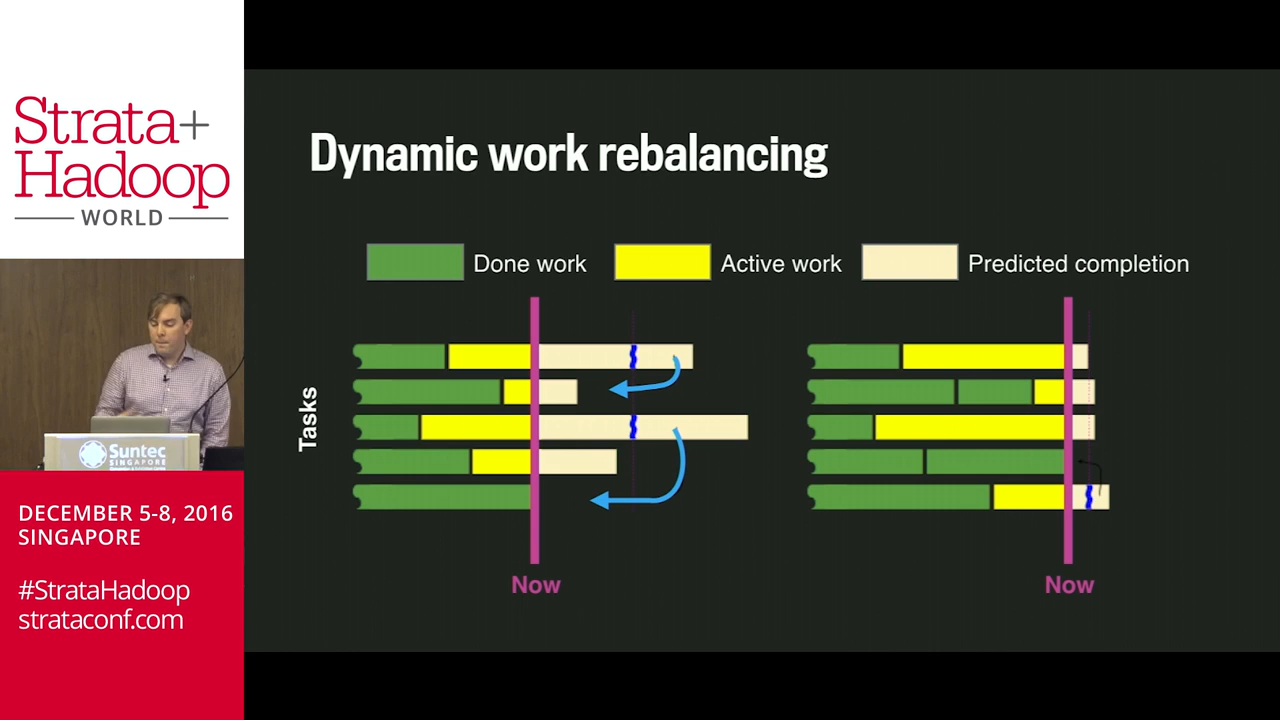 Strata+
Hadoop
WORLD
Suntec
SINGAPORE
DECEMBER 5-8, 2016
SINGAPORE
#StrataHadoop
strataconf.com
Dynamic work rebalancing
Done work
Active work
Predicted completion
Tasks
Now
Now